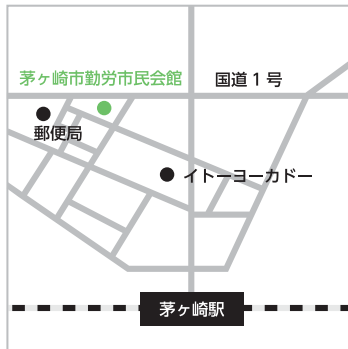 茅ヶ崎市勤労市民会館
国道1号
郵便局
イトーヨーカドー
茅ヶ崎駅